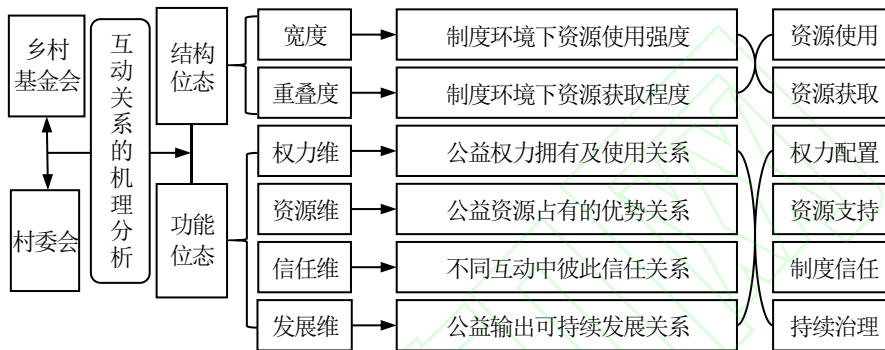 乡村
基金会
村委会
互动关系的机理分析
结构
位态
功能
位态
宽度
制度环境下资源使用强度
资源使用
重叠度
制度环境下资源获取程度
资源获取
权力维
公益权力拥有及使用关系
权力配置
资源维
公益资源占有的优势关系
资源支持
信任维
不同互动中彼此信任关系
制度信任
发展维
公益输出可持续发展关系
持续治理